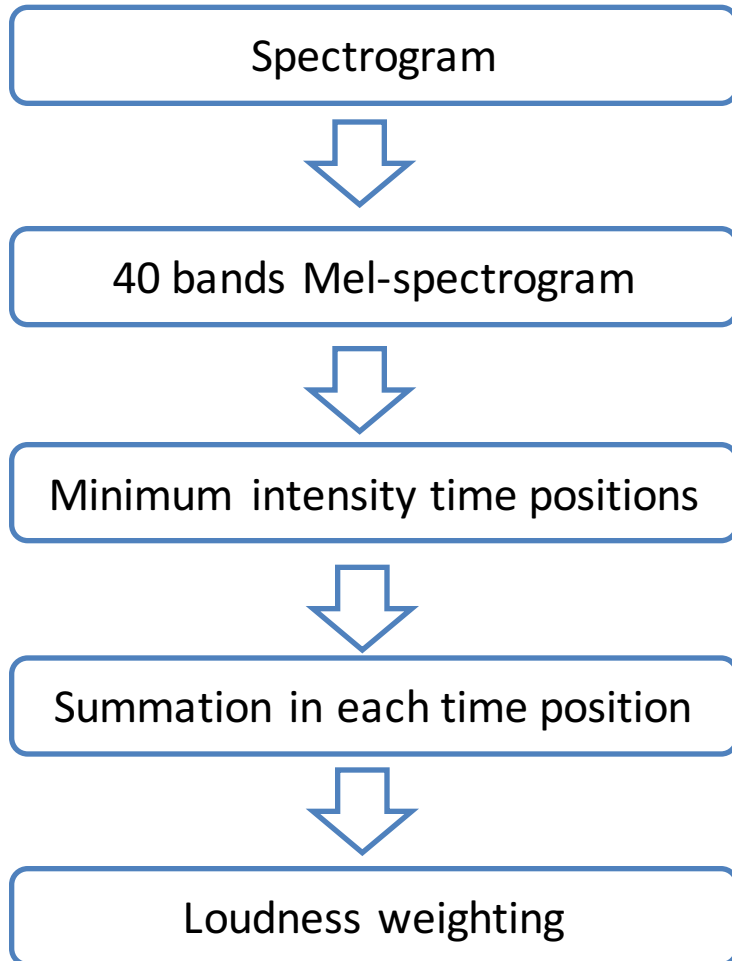 Spectrogram
40 bands Mel-spectrogram
Minimum intensity time positions
Summation in each time position
Loudness weighting